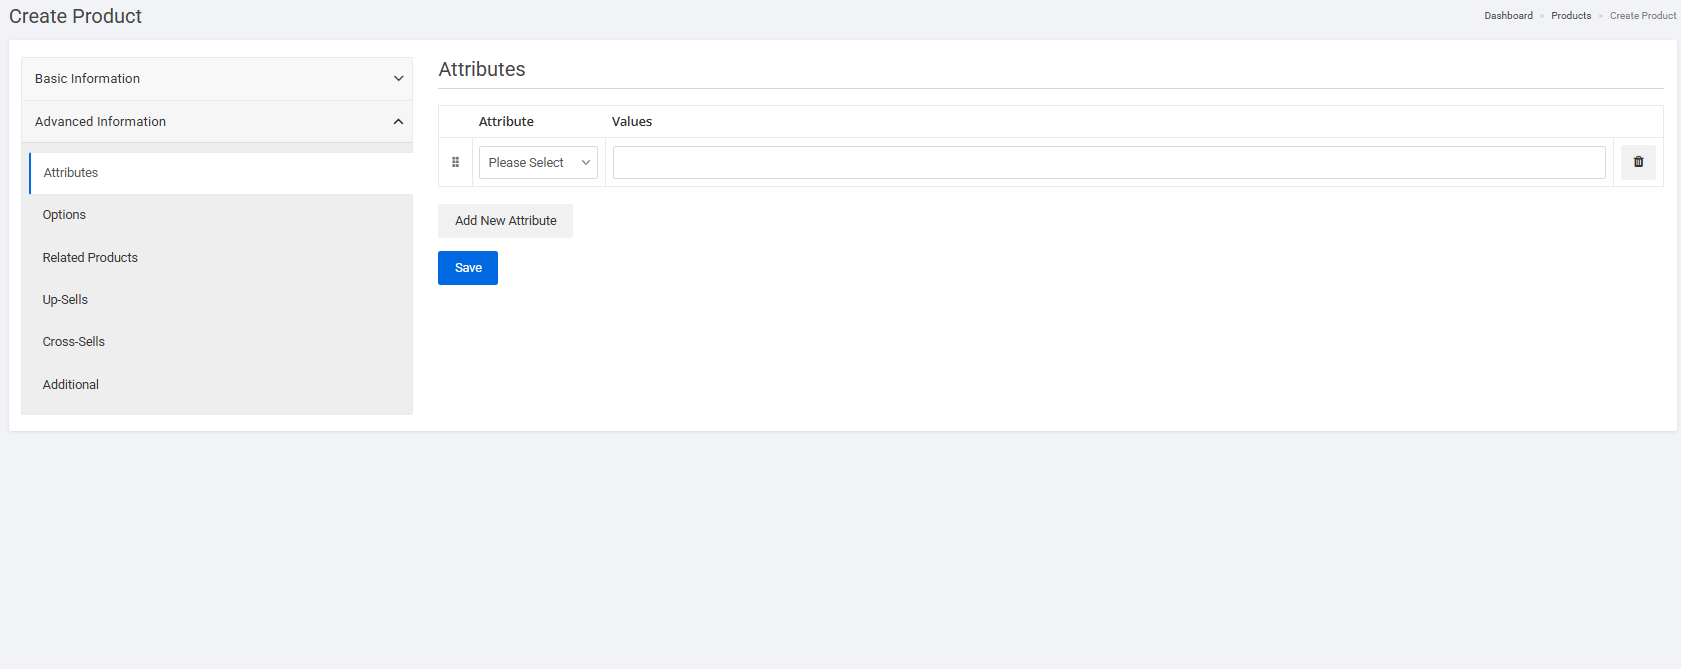 Create Product
Dashboard > Products > Create Product
Basic Information
Advanced Information
Attributes
Options
Related Products
Up-Sells
Cross-Sells
Additional
Attributes
Attribute Values
Please Select
Add New Attribute
Save